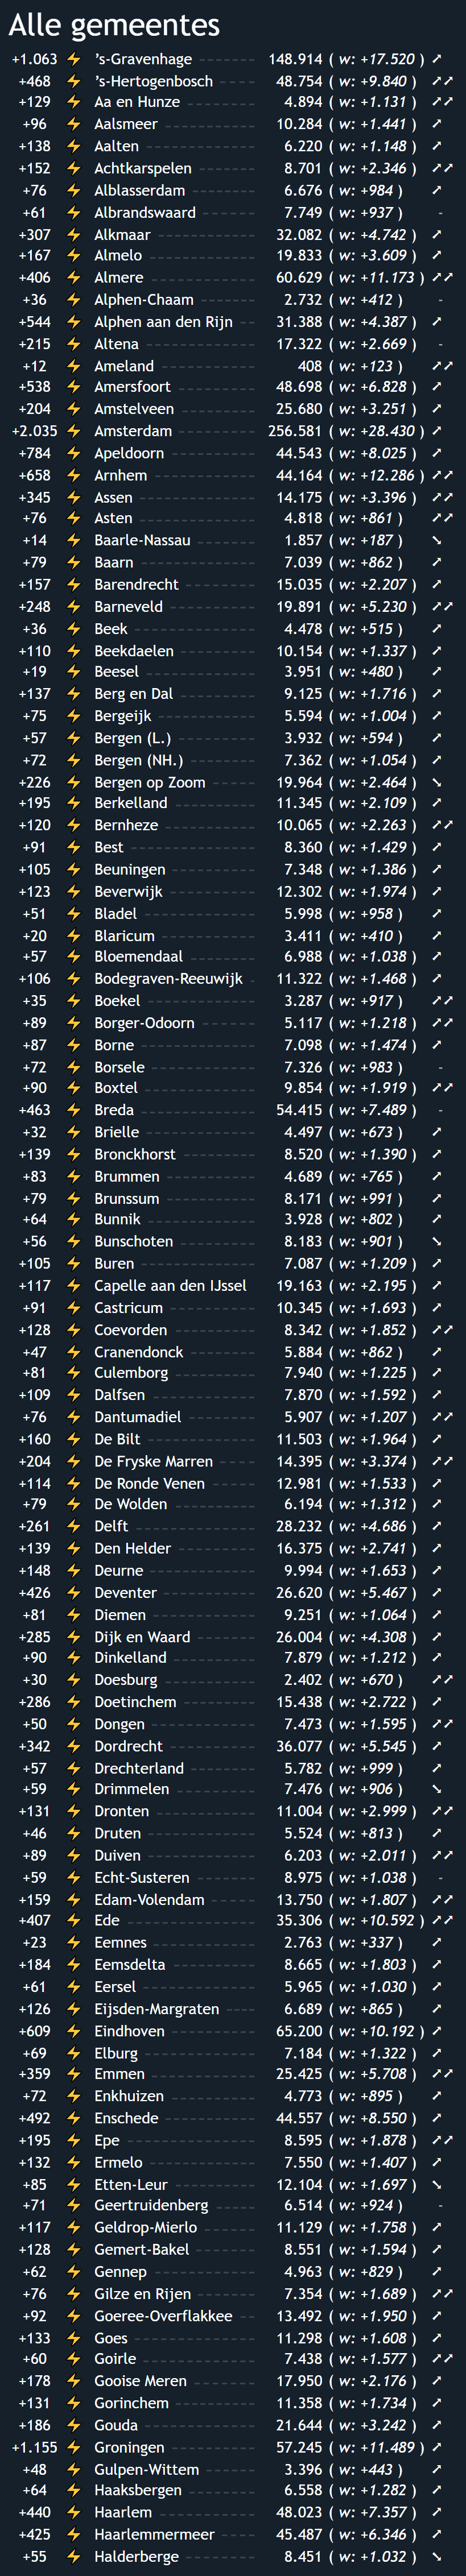 Alle gemeentes
+1.063 ⚡ ’s-Gravenhage 148.914 ( w: +17.520 ) ➚
+468 ⚡ ’s-Hertogenbosch 48.754 ( w: +9.840 ) ➚➚
+129 ⚡ Aa en Hunze 4.894 ( w: +1.131 ) ➚➚
+96 ⚡ Aalsmeer 10.284 ( w: +1.441 ) ➚
+138 ⚡ Aalten 6.220 ( w: +1.148 ) ➚
+152 ⚡ Achtkarspelen 8.701 ( w: +2.346 ) ➚➚
+76 ⚡ Alblasserdam 6.676 ( w: +984 ) ➚
+61 ⚡ Albrandswaard 7.749 ( w: +937 ) -
+307 ⚡ Alkmaar 32.082 ( w: +4.742 ) ➚
+167 ⚡ Almelo 19.833 ( w: +3.609 ) ➚
+406 ⚡ Almere 60.629 ( w: +11.173 ) ➚➚
+36 ⚡ Alphen-Chaam 2.732 ( w: +412 ) -
+544 ⚡ Alphen aan den Rijn 31.388 ( w: +4.387 ) ➚
+215 ⚡ Altena 17.322 ( w: +2.669 ) -
+12 ⚡ Ameland 408 ( w: +123 ) ➚➚
+538 ⚡ Amersfoort 48.698 ( w: +6.828 ) ➚
+204 ⚡ Amstelveen 25.680 ( w: +3.251 ) ➚
+2.035 ⚡ Amsterdam 256.581 ( w: +28.430 ) ➚
+784 ⚡ Apeldoorn 44.543 ( w: +8.025 ) ➚
+658 ⚡ Arnhem 44.164 ( w: +12.286 ) ➚➚
+345 ⚡ Assen 14.175 ( w: +3.396 ) ➚➚
+76 ⚡ Asten 4.818 ( w: +861 ) ➚➚
+14 ⚡ Baarle-Nassau 1.857 ( w: +187 ) ➘
+79 ⚡ Baarn 7.039 ( w: +862 ) ➚
+157 ⚡ Barendrecht 15.035 ( w: +2.207 ) ➚
+248 ⚡ Barneveld 19.891 ( w: +5.230 ) ➚➚
+36 ⚡ Beek 4.478 ( w: +515 ) ➚
+110 ⚡ Beekdaelen 10.154 ( w: +1.337 ) ➚
+19 ⚡ Beesel 3.951 ( w: +480 ) ➚
+137 ⚡ Berg en Dal 9.125 ( w: +1.716 ) ➚
+75 ⚡ Bergeijk 5.594 ( w: +1.004 ) ➚
+57 ⚡ Bergen (L.) 3.932 ( w: +594 ) ➚
+72 ⚡ Bergen (NH.) 7.362 ( w: +1.054 ) ➚
+226 ⚡ Bergen op Zoom 19.964 ( w: +2.464 ) ➘
+195 ⚡ Berkelland 11.345 ( w: +2.109 ) ➚
+120 ⚡ Bernheze 10.065 ( w: +2.263 ) ➚➚
+91 ⚡ Best 8.360 ( w: +1.429 ) ➚
+105 ⚡ Beuningen 7.348 ( w: +1.386 ) ➚
+123 ⚡ Beverwijk 12.302 ( w: +1.974 ) ➚
+51 ⚡ Bladel 5.998 ( w: +958 ) ➚
+20 ⚡ Blaricum 3.411 ( w: +410 ) ➚
+57 ⚡ Bloemendaal 6.988 ( w: +1.038 ) ➚
+106 ⚡ Bodegraven-Reeuwijk 11.322 ( w: +1.468 ) ➚
+35 ⚡ Boekel 3.287 ( w: +917 ) ➚➚
+89 ⚡ Borger-Odoorn 5.117 ( w: +1.218 ) ➚➚
+87 ⚡ Borne 7.098 ( w: +1.474 ) ➚
+72 ⚡ Borsele 7.326 ( w: +983 ) -
+90 ⚡ Boxtel 9.854 ( w: +1.919 ) ➚➚
+463 ⚡ Breda 54.415 ( w: +7.489 ) -
+32 ⚡ Brielle 4.497 ( w: +673 ) ➚
+139 ⚡ Bronckhorst 8.520 ( w: +1.390 ) ➚
+83 ⚡ Brummen 4.689 ( w: +765 ) ➚
+79 ⚡ Brunssum 8.171 ( w: +991 ) ➚
+64 ⚡ Bunnik 3.928 ( w: +802 ) ➚
+56 ⚡ Bunschoten 8.183 ( w: +901 ) ➘
+105 ⚡ Buren 7.087 ( w: +1.209 ) ➚
+117 ⚡ Capelle aan den IJssel 19.163 ( w: +2.195 ) ➚
+91 ⚡ Castricum 10.345 ( w: +1.693 ) ➚
+128 ⚡ Coevorden 8.342 ( w: +1.852 ) ➚➚
+47 ⚡ Cranendonck 5.884 ( w: +862 ) ➚
+81 ⚡ Culemborg 7.940 ( w: +1.225 ) ➚
+109 ⚡ Dalfsen 7.870 ( w: +1.592 ) ➚
+76 ⚡ Dantumadiel 5.907 ( w: +1.207 ) ➚➚
+160 ⚡ De Bilt 11.503 ( w: +1.964 ) ➚
+204 ⚡ De Fryske Marren 14.395 ( w: +3.374 ) ➚➚
+114 ⚡ De Ronde Venen 12.981 ( w: +1.533 ) ➚
+79 ⚡ De Wolden 6.194 ( w: +1.312 ) ➚
+261 ⚡ Delft 28.232 ( w: +4.686 ) ➚
+139 ⚡ Den Helder 16.375 ( w: +2.741 ) ➚
+148 ⚡ Deurne 9.994 ( w: +1.653 ) ➚
+426 ⚡ Deventer 26.620 ( w: +5.467 ) ➚
+81 ⚡ Diemen 9.251 ( w: +1.064 ) ➚
+285 ⚡ Dijk en Waard 26.004 ( w: +4.308 ) ➚
+90 ⚡ Dinkelland 7.879 ( w: +1.212 ) ➚
+30 ⚡ Doesburg 2.402 ( w: +670 ) ➚➚
+286 ⚡ Doetinchem 15.438 ( w: +2.722 ) ➚
+50 ⚡ Dongen 7.473 ( w: +1.595 ) ➚➚
+342 ⚡ Dordrecht 36.077 ( w: +5.545 ) ➚
+57 ⚡ Drechterland 5.782 ( w: +999 ) ➚
+59 ⚡ Drimmelen 7.476 ( w: +906 ) ➘
+131 ⚡ Dronten 11.004 ( w: +2.999 ) ➚➚
+46 ⚡ Druten 5.524 ( w: +813 ) ➚
+89 ⚡ Duiven 6.203 ( w: +2.011 ) ➚➚
+59 ⚡ Echt-Susteren 8.975 ( w: +1.038 ) -
+159 ⚡ Edam-Volendam 13.750 ( w: +1.807 ) ➚➚
+407 ⚡ Ede 35.306 ( w: +10.592 ) ➚➚
+23 ⚡ Eemnes 2.763 ( w: +337 ) ➚
+184 ⚡ Eemsdelta 8.665 ( w: +1.803 ) ➚
+61 ⚡ Eersel 5.965 ( w: +1.030 ) ➚
+126 ⚡ Eijsden-Margraten 6.689 ( w: +865 ) ➚
+609 ⚡ Eindhoven 65.200 ( w: +10.192 ) ➚
+69 ⚡ Elburg 7.184 ( w: +1.322 ) ➚
+359 ⚡ Emmen 25.425 ( w: +5.708 ) ➚➚
+72 ⚡ Enkhuizen 4.773 ( w: +895 ) ➚
+492 ⚡ Enschede 44.557 ( w: +8.550 ) ➚
+195 ⚡ Epe 8.595 ( w: +1.878 ) ➚➚
+132 ⚡ Ermelo 7.550 ( w: +1.407 ) ➚
+85 ⚡ Etten-Leur 12.104 ( w: +1.697 ) ➘
+71 ⚡ Geertruidenberg 6.514 ( w: +924 ) -
+117 ⚡ Geldrop-Mierlo 11.129 ( w: +1.758 ) ➚
+128 ⚡ Gemert-Bakel 8.551 ( w: +1.594 ) ➚
+62 ⚡ Gennep 4.963 ( w: +829 ) ➚
+76 ⚡ Gilze en Rijen 7.354 ( w: +1.689 ) ➚➚
+92 ⚡ Goeree-Overflakkee 13.492 ( w: +1.950 ) ➚
+133 ⚡ Goes 11.298 ( w: +1.608 ) ➚
+60 ⚡ Goirle 7.438 ( w: +1.577 ) ➚➚
+178 ⚡ Gooise Meren 17.950 ( w: +2.176 ) ➚
+131 ⚡ Gorinchem 11.358 ( w: +1.734 ) ➚
+186 ⚡ Gouda 21.644 ( w: +3.242 ) ➚
+1.155 ⚡ Groningen 57.245 ( w: +11.489 ) ➚
+48 ⚡ Gulpen-Wittem 3.396 ( w: +443 ) ➚
+64 ⚡ Haaksbergen 6.558 ( w: +1.282 ) ➚
+440 ⚡ Haarlem 48.023 ( w: +7.357 ) ➚
+425 ⚡ Haarlemmermeer 45.487 ( w: +6.346 ) ➚
+55 ⚡ Halderberge 8.451 ( w: +1.032 ) ➘